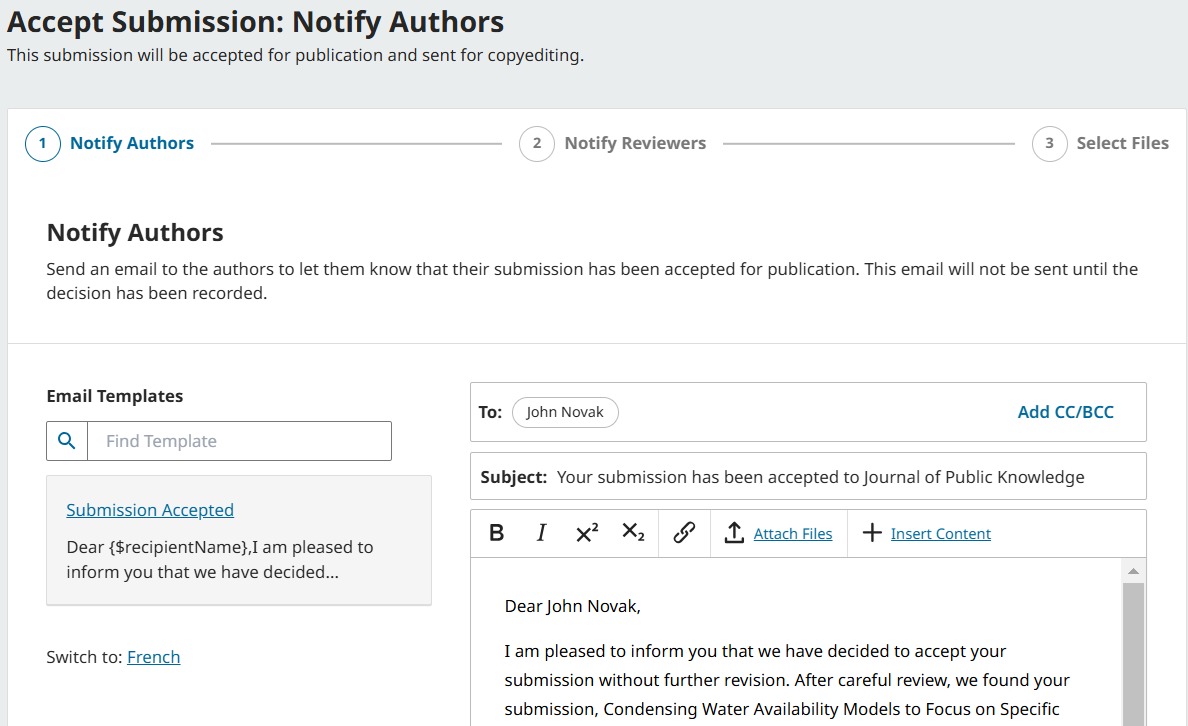 Accept Submission: Notify Authors
This submission will be accepted for publication and sent for copyediting.
1 Notify Authors
2 Notify Reviewers
3 Select Files
Notify Authors
Send an email to the authors to let them know that their submission has been accepted for publication. This email will not be sent until the
decision has been recorded.
Email Templates
Find Template
Submission Accepted
Dear {$recipientName},I am pleased to
inform you that we have decided...
Switch to: French
To: John Novak Add CC/BCC
Subject: Your submission has been accepted to Journal of Public Knowledge
B I X² X₂ Attach Files Insert Content
Dear John Novak,
I am pleased to inform you that we have decided to accept your
submission without further revision. After careful review, we found your
submission, Condensing Water Availability Models to Focus on Specific